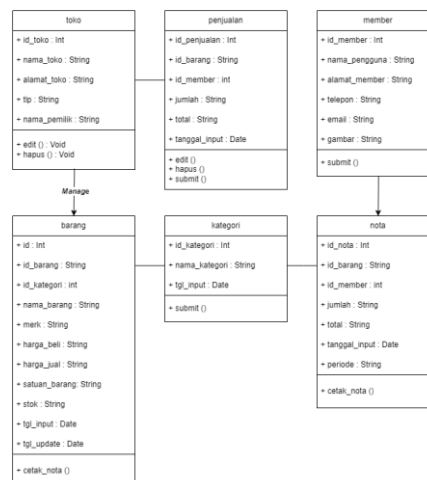 toko
+ id_toko : Int
+ nama_toko : String
+ alamat_toko : String
+ tlp : String
+ nama_pemilik : String
+ edit () : Void
+ hapus () : Void
penjualan
+ id_penjualan : Int
+ id_barang : String
+ id_member : int
+ jumlah : String
+ total : String
+ tanggal_input : Date
+ edit ()
+ hapus ()
+ submit ()
member
+ id_member : Int
+ nama_pengguna : String
+ alamat_member : String
+ telepon : String
+ email : String
+ gambar : String
+ submit ()
Manage
barang
+ id : Int
+ id_barang : String
+ id_kategori : int
+ nama_barang : String
+ merk : String
+ harga_beli : String
+ harga_jual : String
+ satuan_barang: String
+ stok : String
+ tgl_input : Date
+ tgl_update : Date
+ cetak_nota ()
kategori
+ id_kategori : Int
+ nama_kategori : String
+ tgl_input : Date
+ submit ()
nota
+ id_nota : Int
+ id_barang : String
+ id_member : int
+ jumlah : String
+ total : String
+ tanggal_input : Date
+ periode : String
+ cetak_nota ()